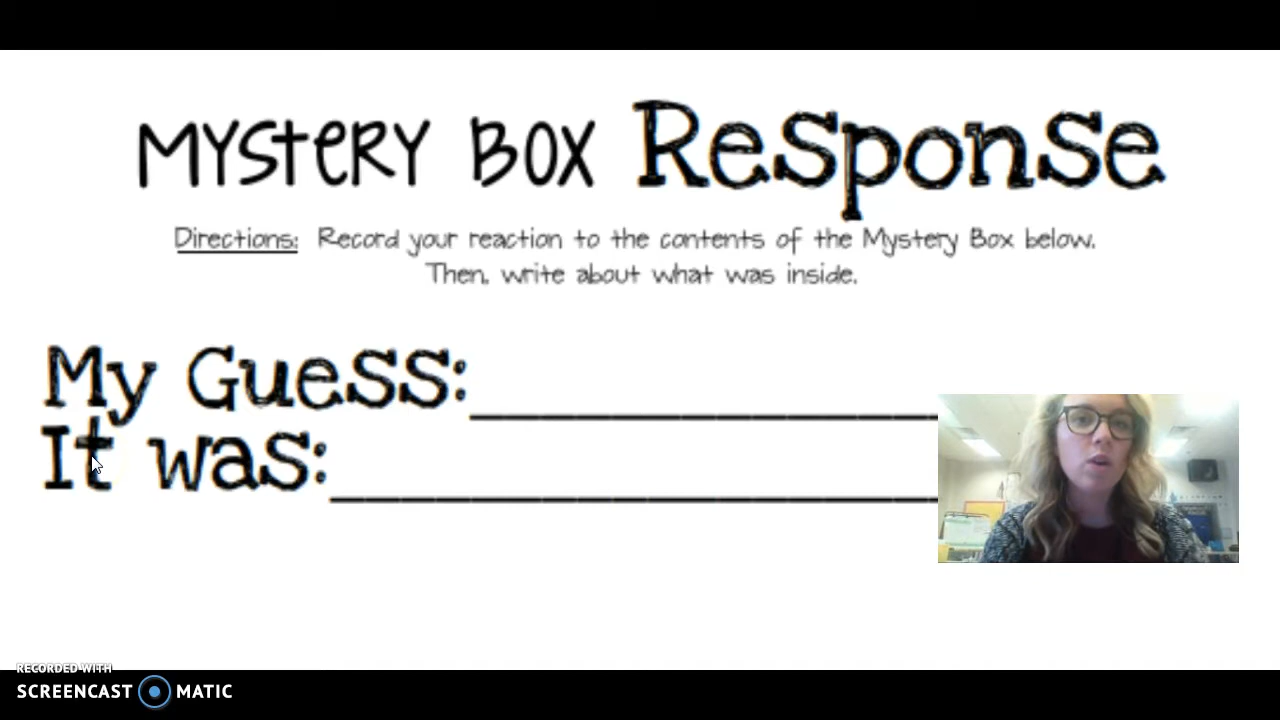 Mystery Box Response
Directions: Record your reaction to the contents of the Mystery Box below.
Then, write about what was inside.
My Guess:
It was:
RECORDED WITH
SCREENCAST MATIC